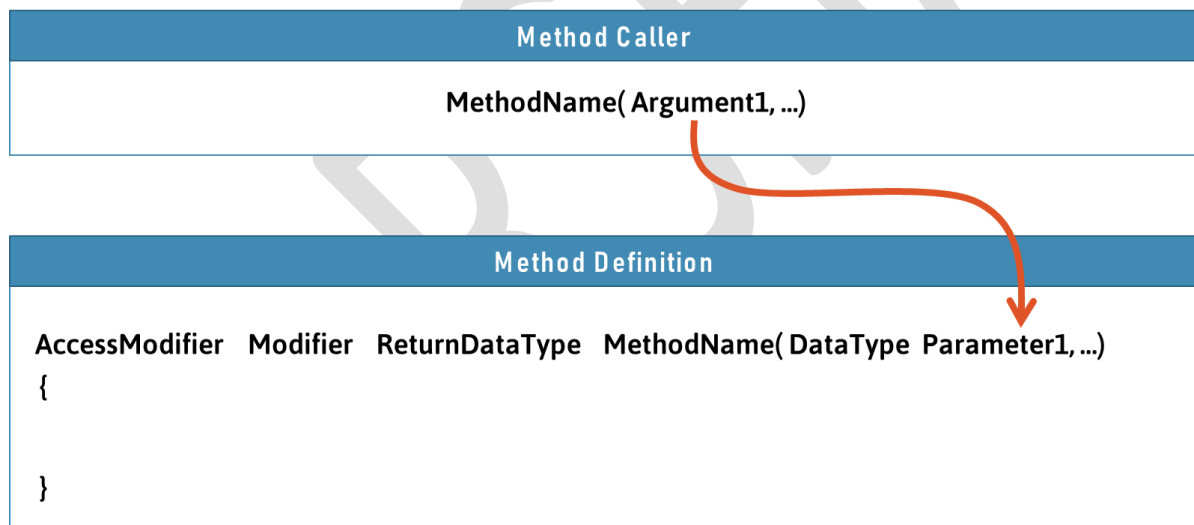 Method Caller
MethodName( Argument1, ...)
Method Definition
AccessModifier Modifier ReturnDataType MethodName( DataType Parameter1, ...)
{
}